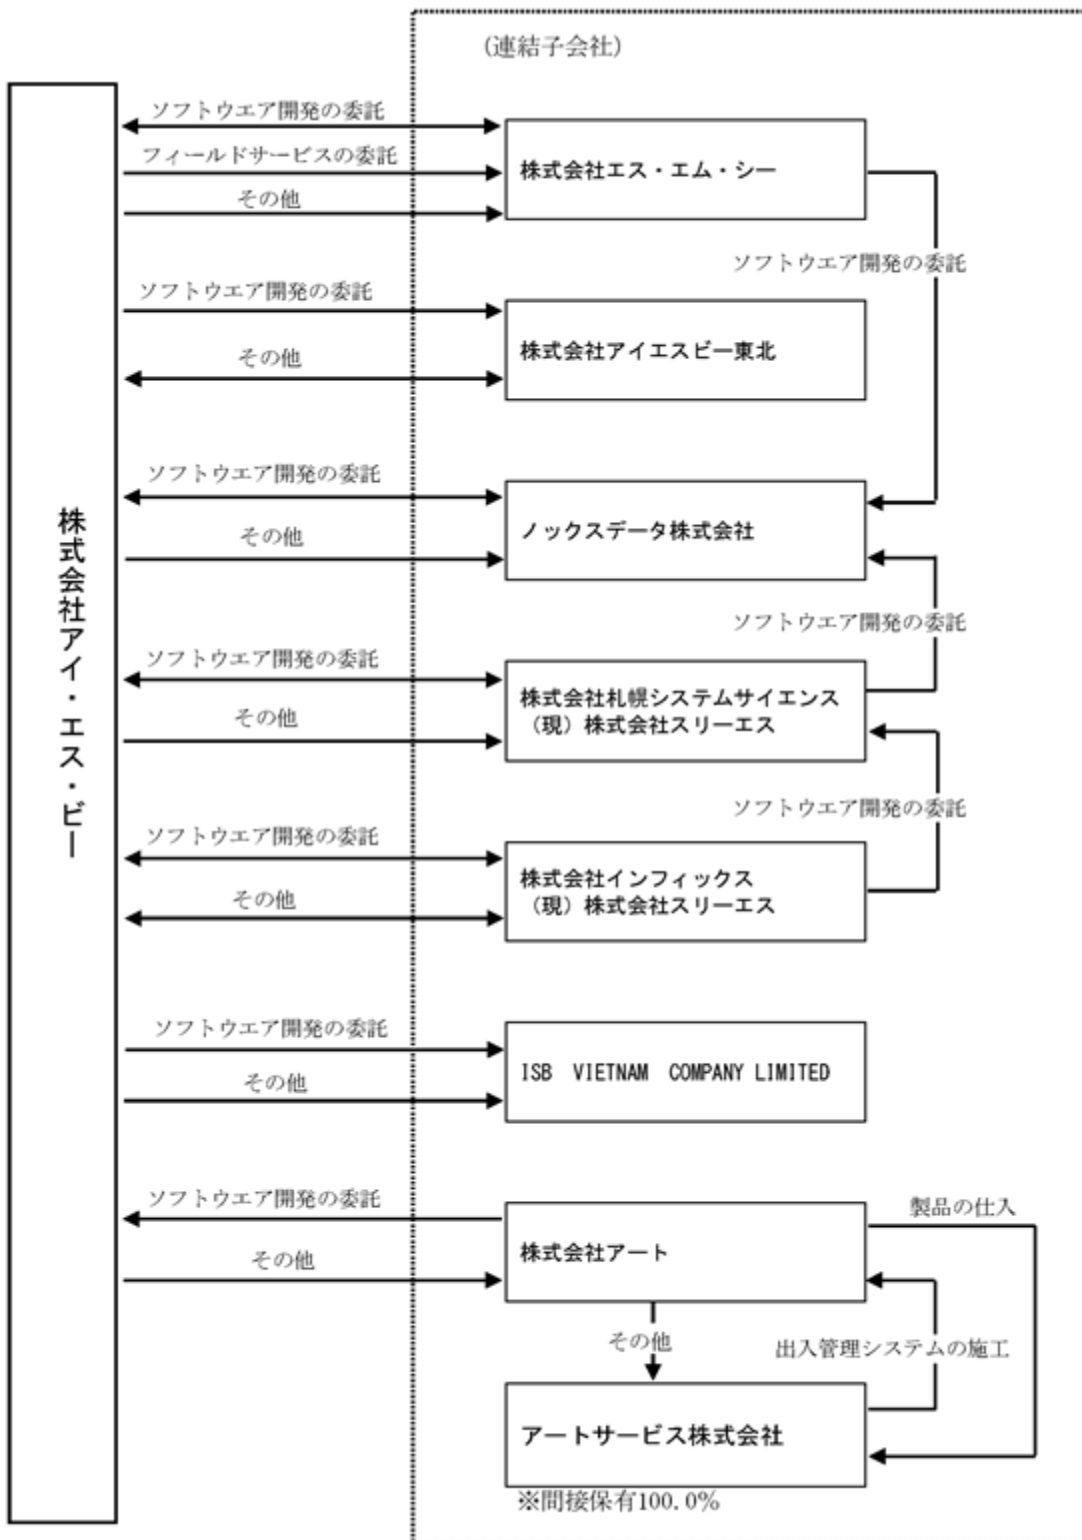 (連結子会社)
株式会社アイ・エス・ビー
ソフトウエア開発の委託
フィールドサービスの委託
その他
株式会社エス・エム・シー
ソフトウエア開発の委託
ソフトウエア開発の委託
その他
株式会社アイエスビー東北
ソフトウエア開発の委託
その他
ノックスデータ株式会社
ソフトウエア開発の委託
ソフトウエア開発の委託
その他
株式会社札幌システムサイエンス
(現)株式会社スリーエス
ソフトウエア開発の委託
ソフトウエア開発の委託
その他
株式会社インフィックス
(現)株式会社スリーエス
ソフトウエア開発の委託
その他
ISB VIETNAM COMPANY LIMITED
ソフトウエア開発の委託
その他
株式会社アート
製品の仕入
その他
出入管理システムの施工
アートサービス株式会社
※間接保有100.0%